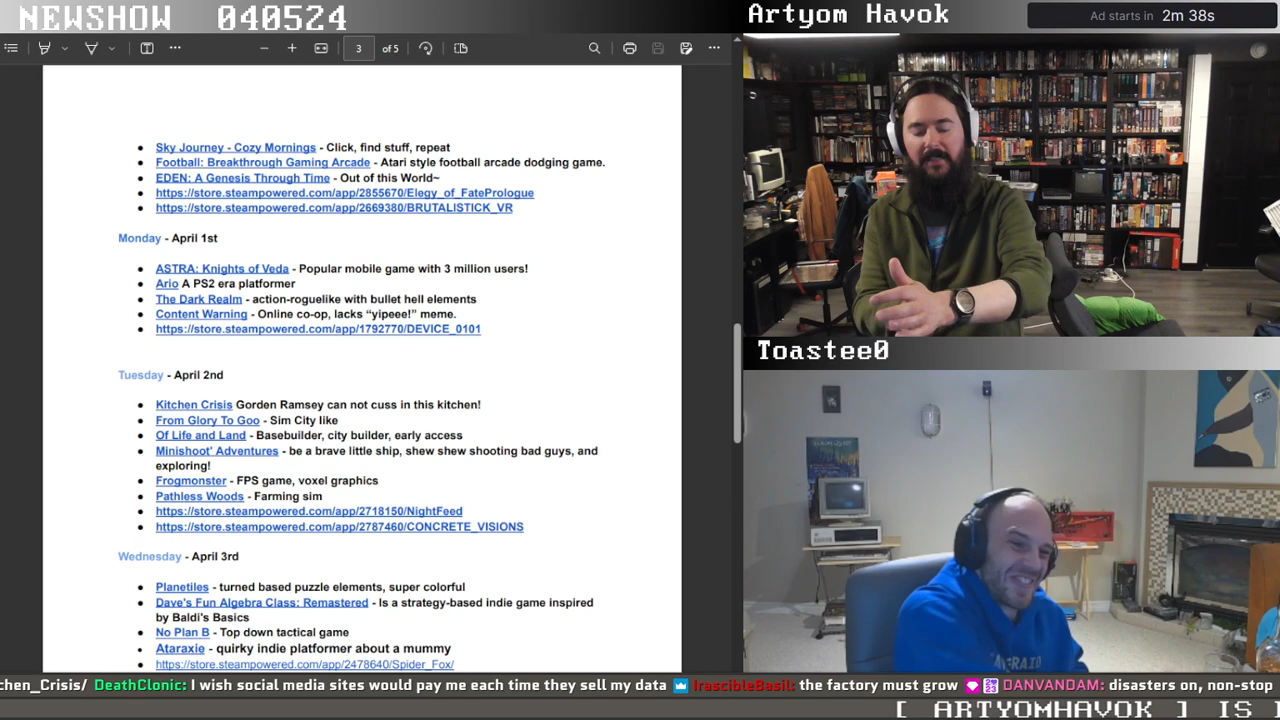 NEWSHOW 040524
Artyom Havok
Ad starts in 2m 38s
3 of 5
Sky Journey - Cozy Mornings - Click, find stuff, repeat
Football: Breakthrough Gaming Arcade - Atari style football arcade dodging game.
EDEN: A Genesis Through Time - Out of this World~
https://store.steampowered.com/app/2855670/Elegy_of_FatePrologue
https://store.steampowered.com/app/2669380/BRUTALISTICK_VR
Monday - April 1st
ASTRA: Knights of Veda - Popular mobile game with 3 million users!
Ario A PS2 era platformer
The Dark Realm - action-roguelike with bullet hell elements
Content Warning - Online co-op, lacks “yipeee!” meme.
https://store.steampowered.com/app/1792770/DEVICE_0101
Tuesday - April 2nd
Kitchen Crisis Gorden Ramsey can not cuss in this kitchen!
From Glory To Goo - Sim City like
Of Life and Land - Basebuilder, city builder, early access
Minishoot' Adventures - be a brave little ship, shew shew shooting bad guys, and
exploring!
Frogmonster - FPS game, voxel graphics
Pathless Woods - Farming sim
https://store.steampowered.com/app/2718150/NightFeed
https://store.steampowered.com/app/2787460/CONCRETE_VISIONS
Wednesday - April 3rd
Planetiles - turned based puzzle elements, super colorful
Dave's Fun Algebra Class: Remastered - Is a strategy-based indie game inspired
by Baldi's Basics
No Plan B - Top down tactical game
Ataraxie - quirky indie platformer about a mummy
https://store.steampowered.com/app/2478640/Spider_Fox/
Toastee0
chen_Crisis/ DeathClonic: I wish social media sites would pay me each time they sell my data IrascibleBasil: the factory must grow DANVANDAM: disasters on, non-stop
[ ARTYOMHAVOK ] IS